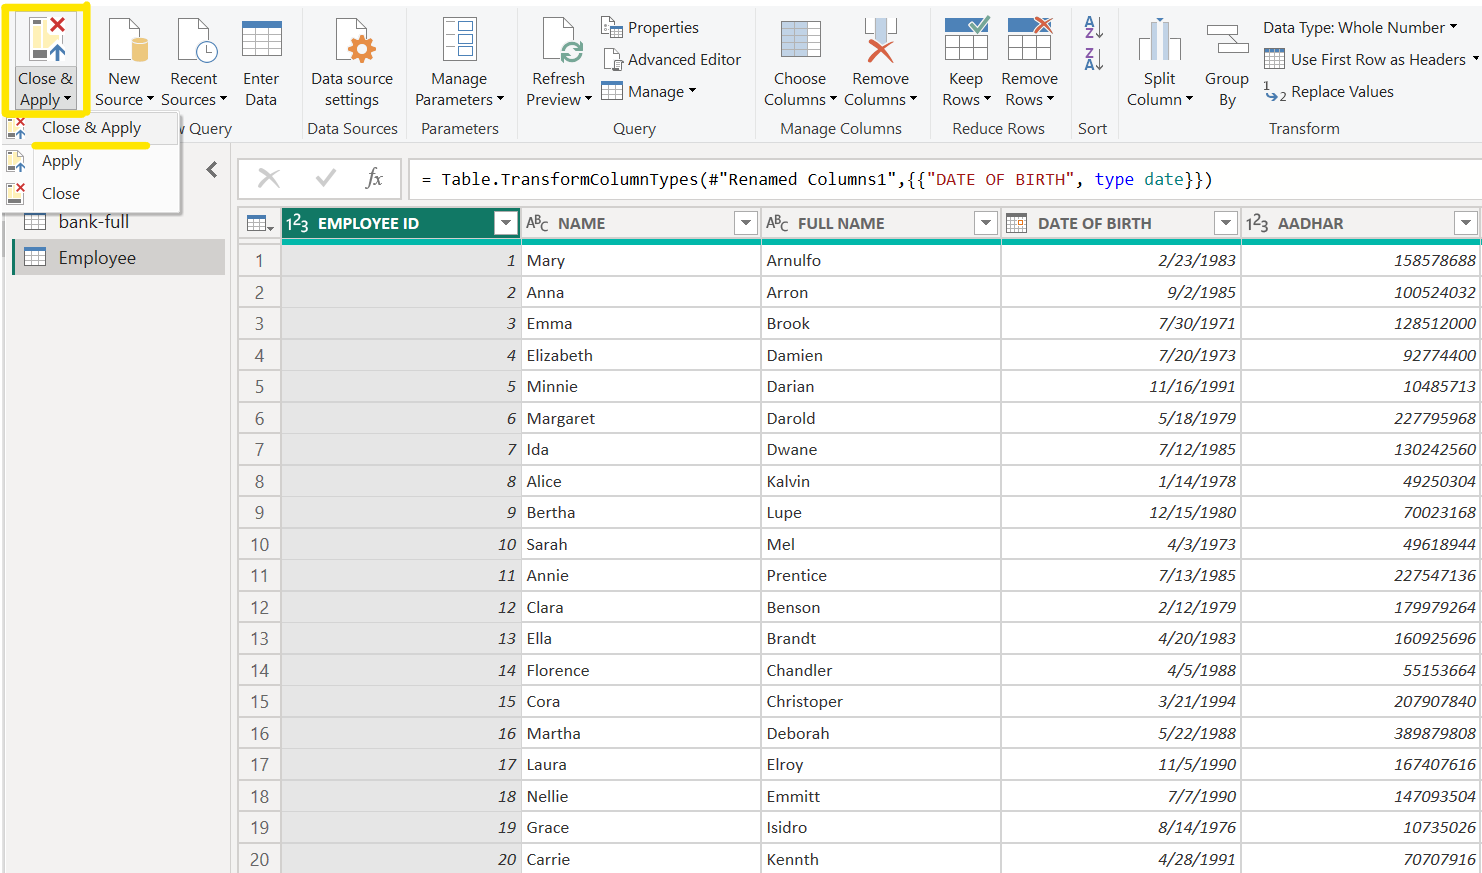 Close & Apply
New Source
Recent Sources
Enter Data
Data source settings
Manage Parameters
Refresh Preview
Properties
Advanced Editor
Manage
Choose Columns
Remove Columns
Keep Rows
Remove Rows
A Z
Z A
Split Column
Group By
Data Type: Whole Number
Use First Row as Headers
1 2 Replace Values
Query
Data Sources
Parameters
Query
Manage Columns
Reduce Rows
Sort
Transform
Close & Apply
Apply
Close
bank-full
Employee
fx = Table.TransformColumnTypes(#"Renamed Columns1",{{"DATE OF BIRTH", type date}})
123 EMPLOYEE ID ABC NAME ABC FULL NAME DATE OF BIRTH 123 AADHAR
1 1 Mary Arnulfo 2/23/1983 158578688
2 2 Anna Arron 9/2/1985 100524032
3 3 Emma Brook 7/30/1971 128512000
4 4 Elizabeth Damien 7/20/1973 92774400
5 5 Minnie Darian 11/16/1991 10485713
6 6 Margaret Darold 5/18/1979 227795968
7 7 Ida Dwane 7/12/1985 130242560
8 8 Alice Kalvin 1/14/1978 49250304
9 9 Bertha Lupe 12/15/1980 70023168
10 10 Sarah Mel 4/3/1973 49618944
11 11 Annie Prentice 7/13/1985 227547136
12 12 Clara Benson 2/12/1979 179979264
13 13 Ella Brandt 4/20/1983 160925696
14 14 Florence Chandler 4/5/1988 55153664
15 15 Cora Christoper 3/21/1994 207907840
16 16 Martha Deborah 5/22/1988 389879808
17 17 Laura Elroy 11/5/1990 167407616
18 18 Nellie Emmitt 7/7/1990 147093504
19 19 Grace Isidro 8/14/1976 10735026
20 20 Carrie Kennth 4/28/1991 70707916